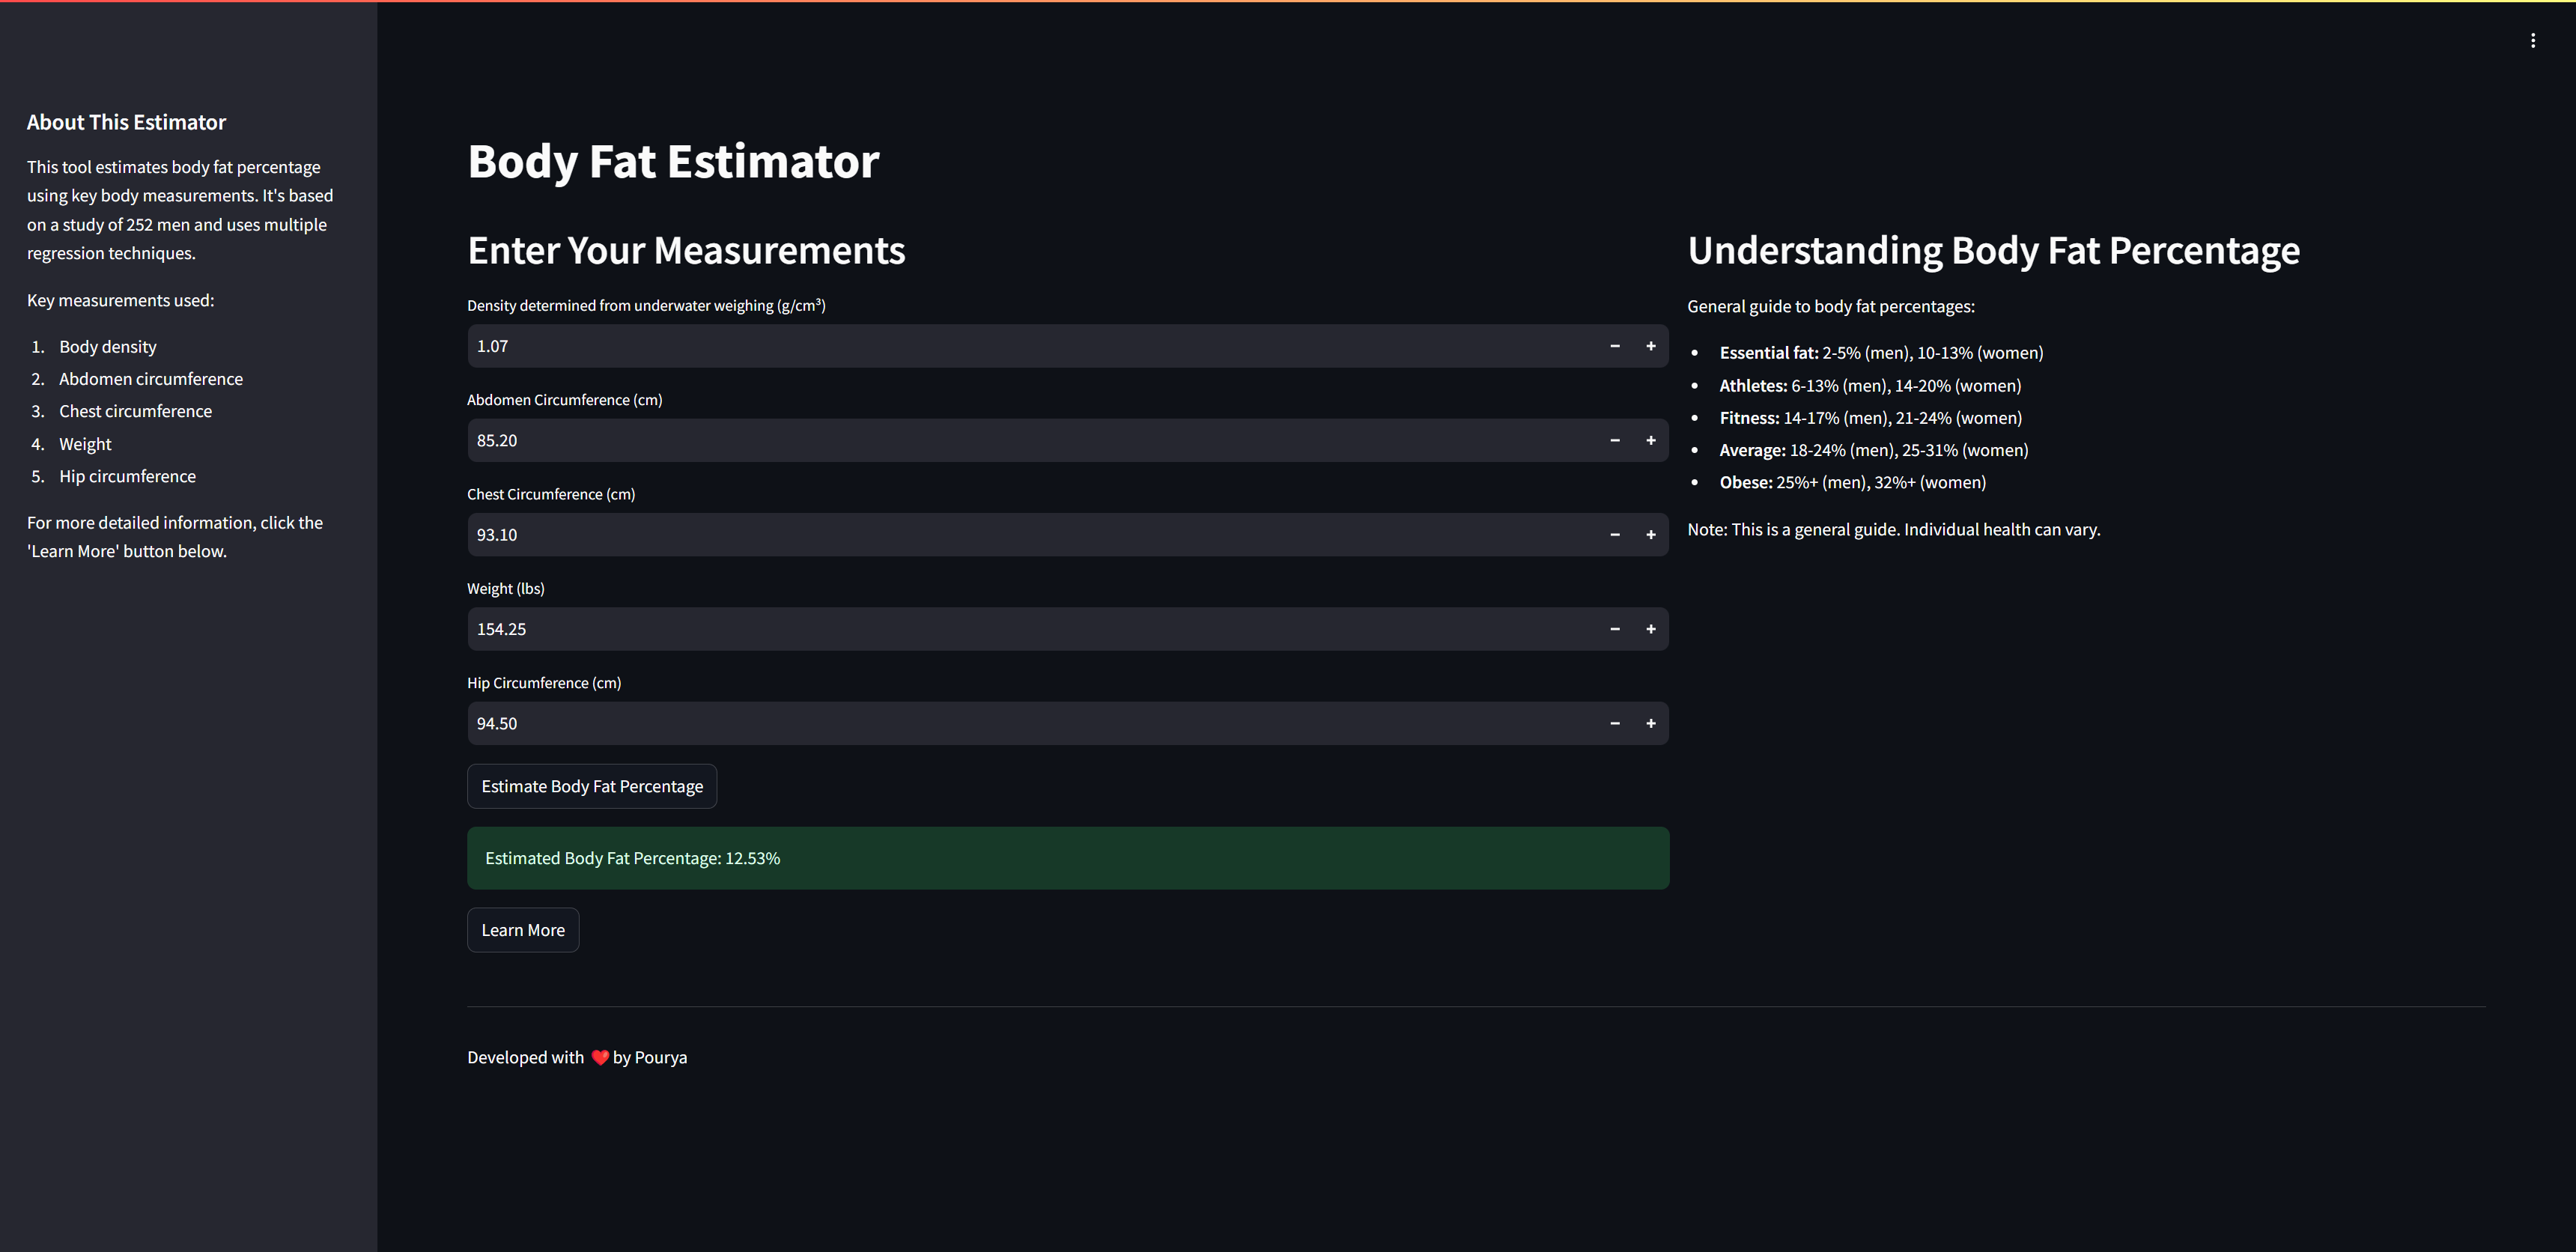 About This Estimator
This tool estimates body fat percentage
using key body measurements. It's based
on a study of 252 men and uses multiple
regression techniques.
Key measurements used:
1. Body density
2. Abdomen circumference
3. Chest circumference
4. Weight
5. Hip circumference
For more detailed information, click the
'Learn More' button below.
Body Fat Estimator
Enter Your Measurements
Density determined from underwater weighing (g/cm³)
1.07
Abdomen Circumference (cm)
85.20
Chest Circumference (cm)
93.10
Weight (lbs)
154.25
Hip Circumference (cm)
94.50
Estimate Body Fat Percentage
Estimated Body Fat Percentage: 12.53%
Learn More
Understanding Body Fat Percentage
General guide to body fat percentages:
• Essential fat: 2-5% (men), 10-13% (women)
• Athletes: 6-13% (men), 14-20% (women)
• Fitness: 14-17% (men), 21-24% (women)
• Average: 18-24% (men), 25-31% (women)
• Obese: 25%+ (men), 32%+ (women)
Note: This is a general guide. Individual health can vary.
Developed with ❤️ by Pourya